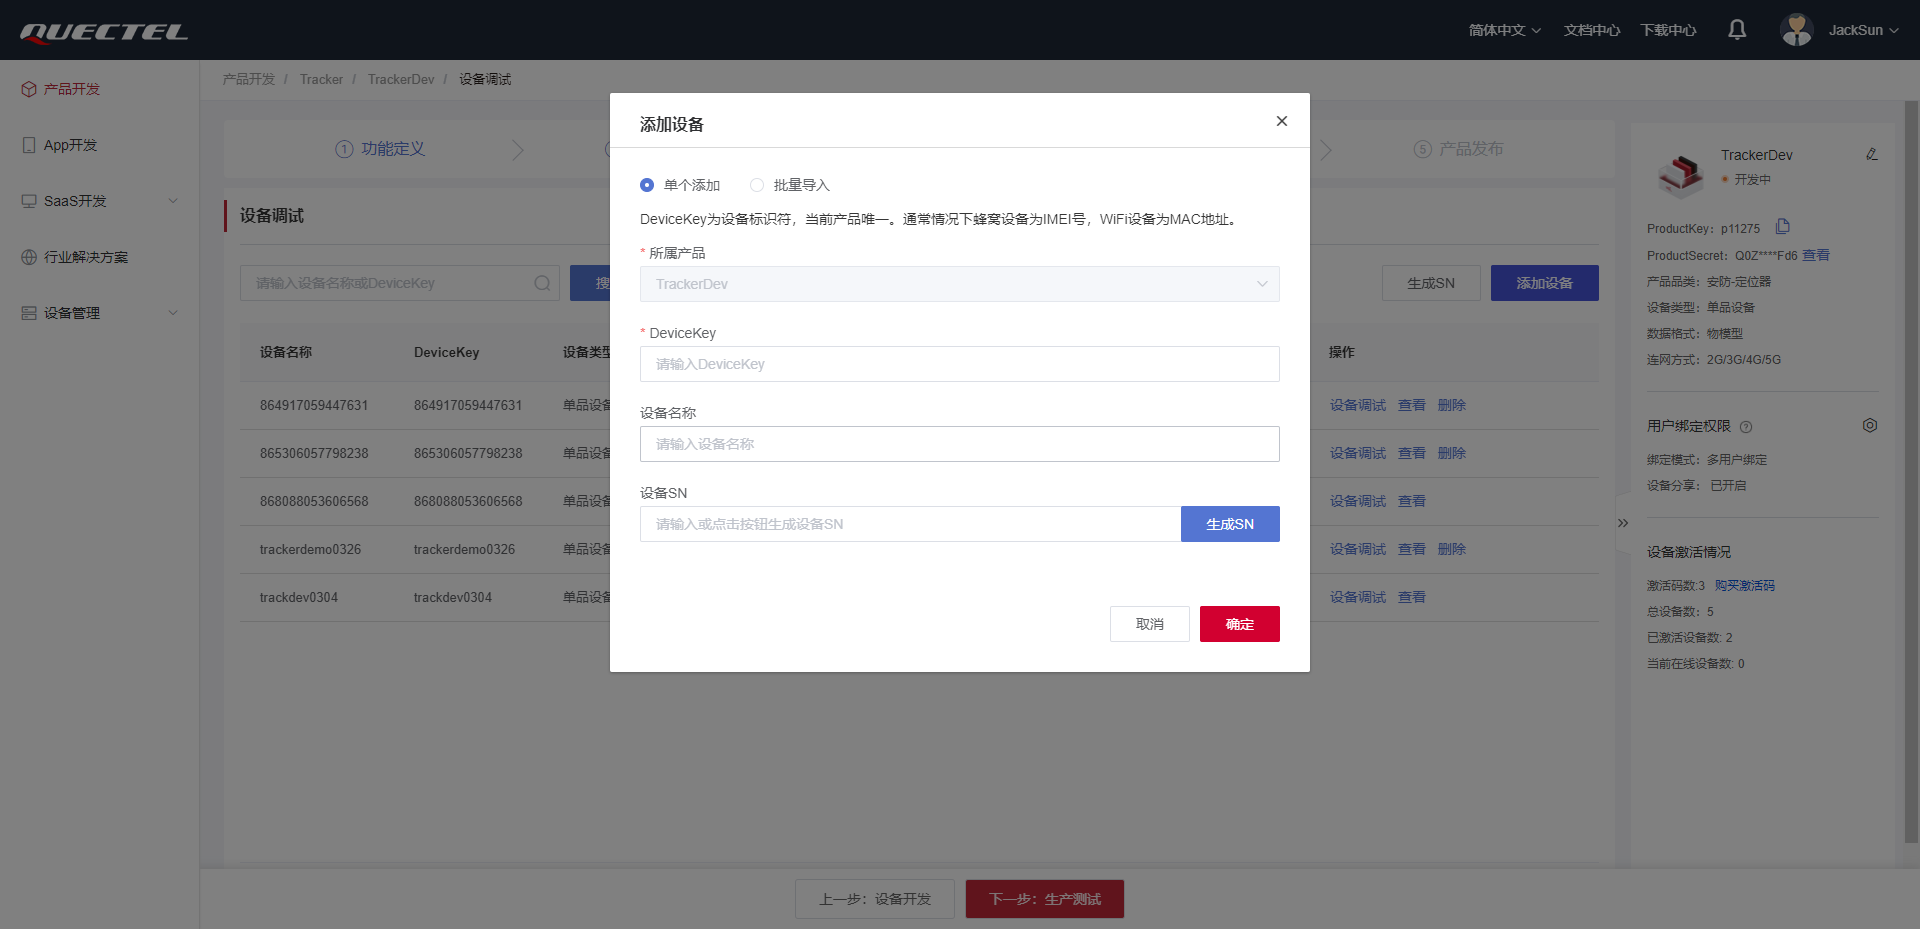 QUECTEL
简体中文 文档中心 下载中心 JackSun
产品开发
App开发
SaaS开发
行业解决方案
设备管理
产品开发 / Tracker / TrackerDev / 设备调试
1 功能定义
5 产品发布
设备调试
请输入设备名称或DeviceKey
生成SN 添加设备
设备名称 DeviceKey 设备类型 操作
864917059447631 864917059447631 单品设备 设备调试 查看 删除
865306057798238 865306057798238 单品设备 设备调试 查看 删除
868088053606568 868088053606568 单品设备 设备调试 查看
trackerdemo0326 trackerdemo0326 单品设备 设备调试 查看 删除
trackdev0304 trackdev0304 单品设备 设备调试 查看
添加设备
单个添加 批量导入
DeviceKey为设备标识符，当前产品唯一。通常情况下蜂窝设备为IMEI号，WiFi设备为MAC地址。
* 所属产品
TrackerDev
* DeviceKey
请输入DeviceKey
设备名称
请输入设备名称
设备SN
请输入或点击按钮生成设备SN 生成SN
取消 确定
TrackerDev
开发中
ProductKey： p11275
ProductSecret： Q0Z****Fd6 查看
产品品类： 安防-定位器
设备类型： 单品设备
数据格式： 物模型
连网方式： 2G/3G/4G/5G
用户绑定权限
绑定模式： 多用户绑定
设备分享： 已开启
设备激活情况
激活码数:3 购买激活码
总设备数： 5
已激活设备数: 2
当前在线设备数: 0
上一步：设备开发 下一步：生产测试